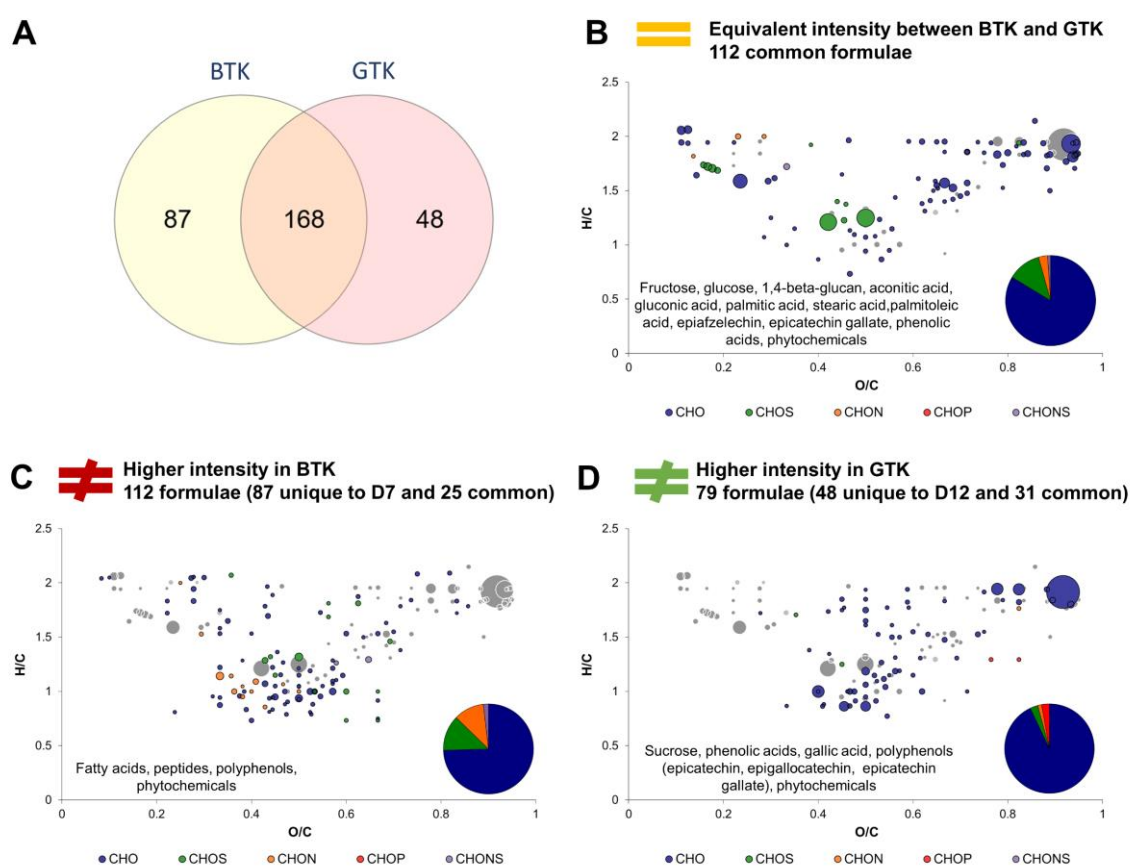 A
BTK GTK
87 168 48
B
Equivalent intensity between BTK and GTK
112 common formulae
2.5
2
1.5
1
0.5
0
H/C
Fructose, glucose, 1,4-beta-glucan, aconitic acid,
gluconic acid, palmitic acid, stearic acid,palmitoleic
acid, epiafzelechin, epicatechin gallate, phenolic
acids, phytochemicals
0 0.2 0.4 0.6 0.8 1
O/C
CHO CHOS CHON CHOP CHONS
C
Higher intensity in BTK
112 formulae (87 unique to D7 and 25 common)
2.5
2
1.5
1
0.5
0
H/C
Fatty acids, peptides, polyphenols,
phytochemicals
0 0.2 0.4 0.6 0.8 1
O/C
CHO CHOS CHON CHOP CHONS
D
Higher intensity in GTK
79 formulae (48 unique to D12 and 31 common)
2.5
2
1.5
1
0.5
0
H/C
Sucrose, phenolic acids, gallic acid, polyphenols
(epicatechin, epigallocatechin, epicatechin
gallate), phytochemicals
0 0.2 0.4 0.6 0.8 1
O/C
CHO CHOS CHON CHOP CHONS